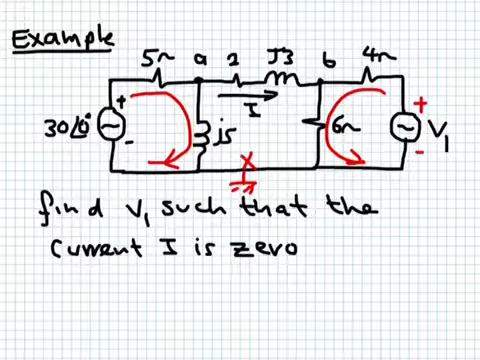 Example
5Ω a 2 J3 b 4Ω
I
30∠0° + - j5 6Ω + V₁ -
find V₁ such that the
current I is zero